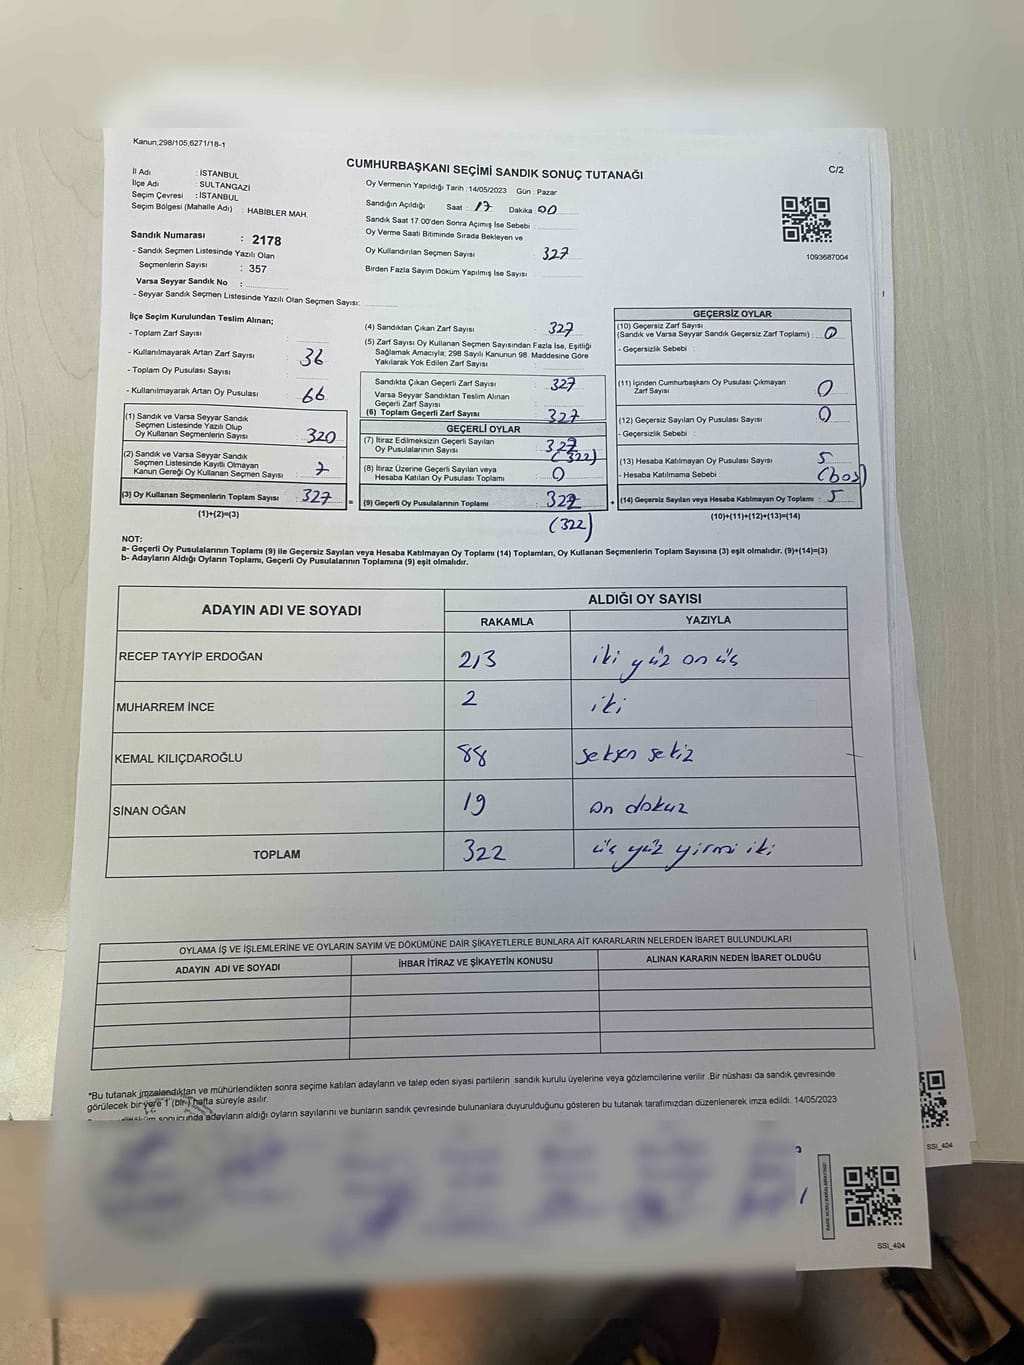 Kanun;298/105,6271/18-1
CUMHURBAŞKANI SEÇİMİ SANDIK SONUÇ TUTANAĞI
C/2
İl Adı : İSTANBUL
İlçe Adı : SULTANGAZİ
Seçim Çevresi : İSTANBUL
Seçim Bölgesi (Mahalle Adı) : HABİBLER MAH.
Sandık Numarası : 2178
- Sandık Seçmen Listesinde Yazılı Olan
Seçmenlerin Sayısı : 357
Varsa Seyyar Sandık No :
- Seyyar Sandık Seçmen Listesinde Yazılı Olan Seçmen Sayısı:
Oy Vermenin Yapıldığı Tarih :14/05/2023 Gün : Pazar
Sandığın Açıldığı Saat : 17 Dakika : 00
Sandık Saat 17:00'den Sonra Açımış İse Sebebi :
Oy Verme Saati Bitiminde Sırada Bekleyen ve
Oy Kullandırılan Seçmen Sayısı 327
Birden Fazla Sayım Döküm Yapılmış İse Sayısı
1093687004
İlçe Seçim Kurulundan Teslim Alınan;
- Toplam Zarf Sayısı
- Kullanılmayarak Artan Zarf Sayısı 36
- Toplam Oy Pusulası Sayısı
- Kullanılmayarak Artan Oy Pusulası 66
(1) Sandık ve Varsa Seyyar Sandık
Seçmen Listesinde Yazılı Olup
Oy Kullanan Seçmenlerin Sayısı : 320
(2) Sandık ve Varsa Seyyar Sandık
Seçmen Listesinde Kayıtlı Olmayan
Kanun Gereği Oy Kullanan Seçmen Sayısı : 7
(3) Oy Kullanan Seçmenlerin Toplam Sayısı : 327
(1)+(2)=(3)
(4) Sandıktan Çıkan Zarf Sayısı 327
(5) Zarf Sayısı Oy Kullanan Seçmen Sayısından Fazla İse, Eşitliği
Sağlamak Amacıyla; 298 Sayılı Kanunun 98. Maddesine Göre
Yakılarak Yok Edilen Zarf Sayısı
Sandıkta Çıkan Geçerli Zarf Sayısı 327
Varsa Seyyar Sandıktan Teslim Alınan
Geçerli Zarf Sayısı
(6) Toplam Geçerli Zarf Sayısı 327
GEÇERLİ OYLAR
(7) İtiraz Edilmeksizin Geçerli Sayılan
Oy Pusulalarının Sayısı 327
(322)
(8) İtiraz Üzerine Geçerli Sayılan veya
Hesaba Katılan Oy Pusulası Toplamı 0
(9) Geçerli Oy Pusulalarının Toplamı 327
(322)
GEÇERSİZ OYLAR
(10) Geçersiz Zarf Sayısı
(Sandık ve Varsa Seyyar Sandık Geçersiz Zarf Toplamı) : 0
- Geçersizlik Sebebi :
(11) İçinden Cumhurbaşkanı Oy Pusulası Çıkmayan
Zarf Sayısı 0
(12) Geçersiz Sayılan Oy Pusulası Sayısı : 0
- Geçersizlik Sebebi :
(13) Hesaba Katılmayan Oy Pusulası Sayısı : 5
- Hesaba Katılmama Sebebi : (boş)
(14) Geçersiz Sayılan veya Hesaba Katılmayan Oy Toplamı : 5
(10)+(11)+(12)+(13)=(14)
NOT:
a- Geçerli Oy Pusulalarının Toplamı (9) ile Geçersiz Sayılan veya Hesaba Katılmayan Oy Toplamı (14) Toplamları, Oy Kullanan Seçmenlerin Toplam Sayısına (3) eşit olmalıdır. (9)+(14)=(3)
b- Adayların Aldığı Oyların Toplamı, Geçerli Oy Pusulalarının Toplamına (9) eşit olmalıdır.
ADAYIN ADI VE SOYADI
ALDIĞI OY SAYISI
RAKAMLA YAZIYLA
RECEP TAYYİP ERDOĞAN 213 iki yüz on üç
MUHARREM İNCE 2 iki
KEMAL KILIÇDAROĞLU 88 seksen sekiz
SİNAN OĞAN 19 on dokuz
TOPLAM 322 üç yüz yirmi iki
OYLAMA İŞ VE İŞLEMLERİNE VE OYLARIN SAYIM VE DÖKÜMÜNE DAİR ŞİKAYETLERLE BUNLARA AİT KARARLARIN NELERDEN İBARET BULUNDUKLARI
ADAYIN ADI VE SOYADI İHBAR İTİRAZ VE ŞİKAYETİN KONUSU ALINAN KARARIN NEDEN İBARET OLDUĞU
*Bu tutanak imzalandıktan ve mühürlendikten sonra seçime katılan adayların ve talep eden siyasi partilerin sandık kurulu üyelerine veya gözlemcilerine verilir .Bir nüshası da sandık çevresinde
görülecek bir yere 1 (bir) hafta süreyle asılır.
sonucunda adayların aldığı oyların sayılarını ve bunların sandık çevresinde bulunanlara duyurulduğunu gösteren bu tutanak tarafımızdan düzenlenerek imza edildi. 14/05/2023
SSI_404
SSI_404